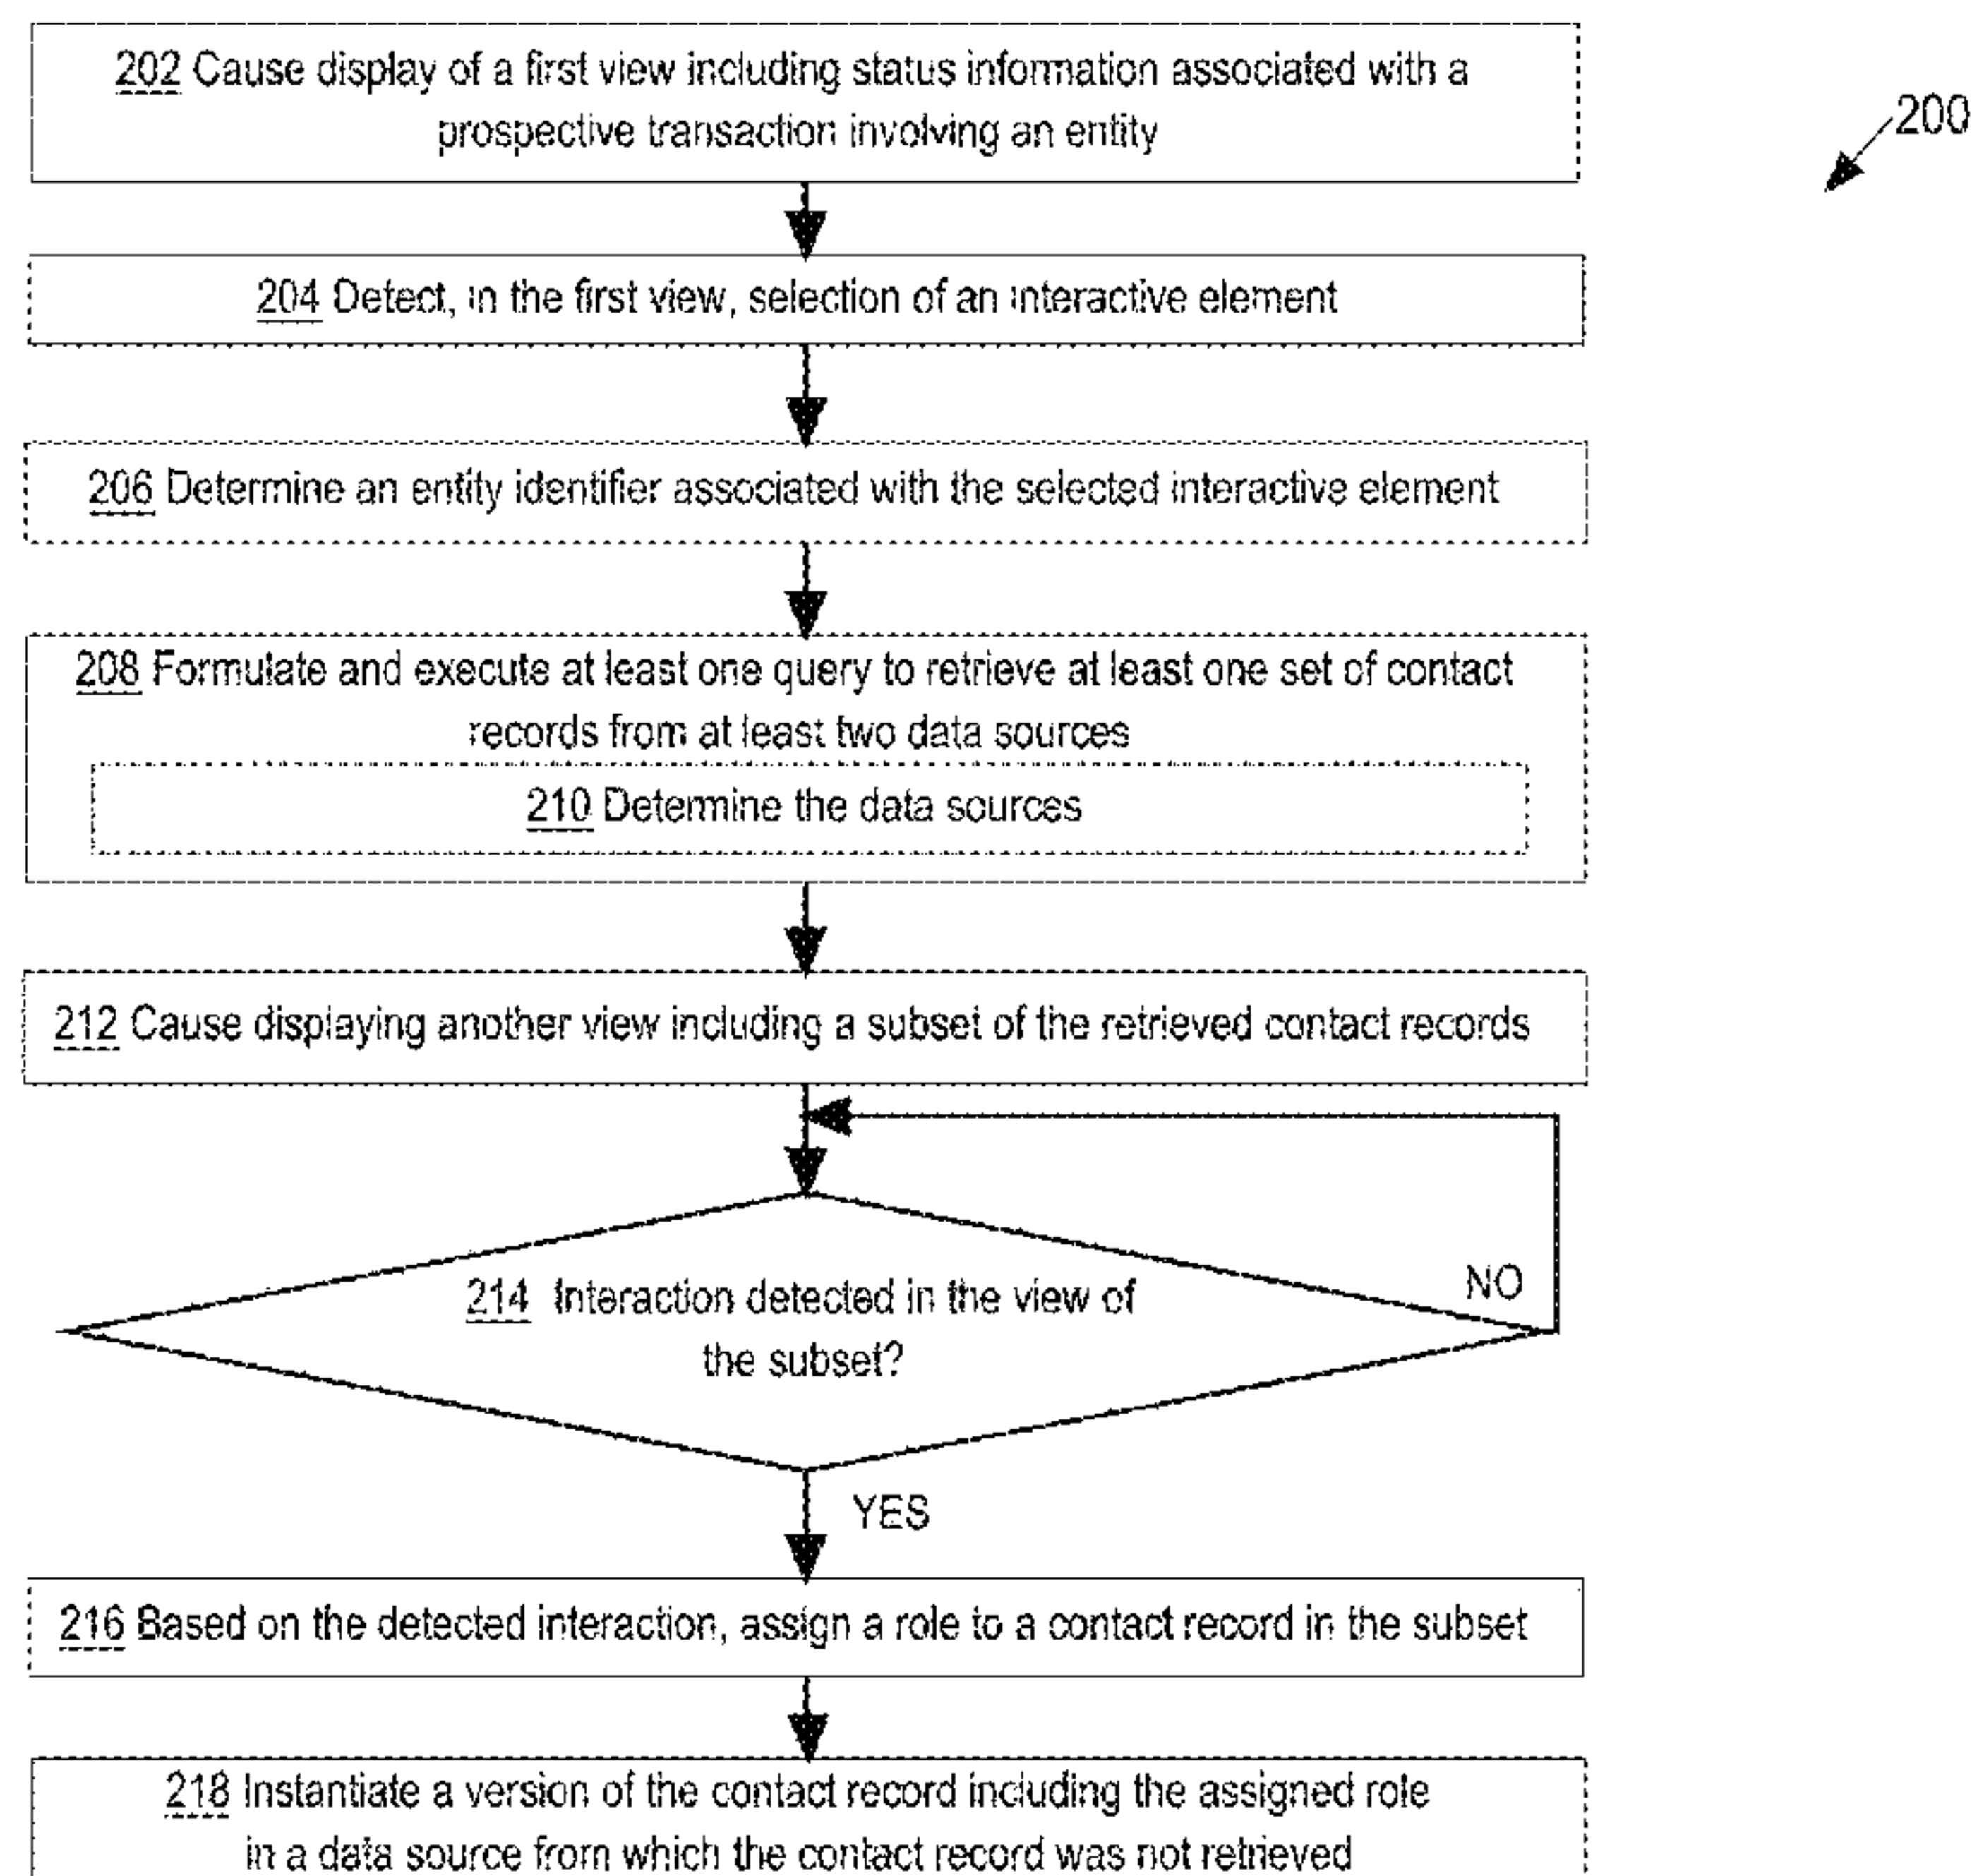 202 Cause display of a first view including status information associated with a
prospective transaction involving an entity
200
204 Detect, in the first view, selection of an interactive element
206 Determine an entity identifier associated with the selected interactive element
208 Formulate and execute at least one query to retrieve at least one set of contact
records from at least two data sources
210 Determine the data sources
212 Cause displaying another view including a subset of the retrieved contact records
214 Interaction detected in the view of
the subset?
NO
YES
216 Based on the detected interaction, assign a role to a contact record in the subset
218 Instantiate a version of the contact record including the assigned role
in a data source from which the contact record was not retrieved